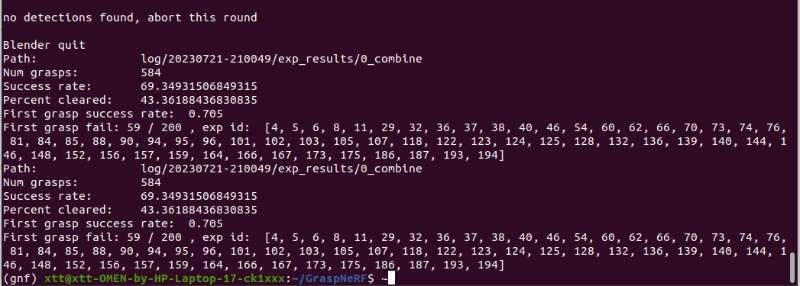 no detections found, abort this round
Blender quit
Path: log/20230721-210049/exp_results/0_combine
Num grasps: 584
Success rate: 69.34931506849315
Percent cleared: 43.36188436830835
First grasp success rate: 0.705
First grasp fail: 59 / 200 , exp id: [4, 5, 6, 8, 11, 29, 32, 36, 37, 38, 40, 46, 54, 60, 62, 66, 70, 73, 74, 76,
81, 84, 85, 88, 90, 94, 95, 96, 101, 102, 103, 105, 107, 118, 122, 123, 124, 125, 128, 132, 136, 139, 140, 144, 1
46, 148, 152, 156, 157, 159, 164, 166, 167, 173, 175, 186, 187, 193, 194]
Path: log/20230721-210049/exp_results/0_combine
Num grasps: 584
Success rate: 69.34931506849315
Percent cleared: 43.36188436830835
First grasp success rate: 0.705
First grasp fail: 59 / 200 , exp id: [4, 5, 6, 8, 11, 29, 32, 36, 37, 38, 40, 46, 54, 60, 62, 66, 70, 73, 74, 76,
81, 84, 85, 88, 90, 94, 95, 96, 101, 102, 103, 105, 107, 118, 122, 123, 124, 125, 128, 132, 136, 139, 140, 144, 1
46, 148, 152, 156, 157, 159, 164, 166, 167, 173, 175, 186, 187, 193, 194]
(gnf) xtt@xtt-OMEN-by-HP-Laptop-17-ck1xxx:~/GraspNeRF$ ~